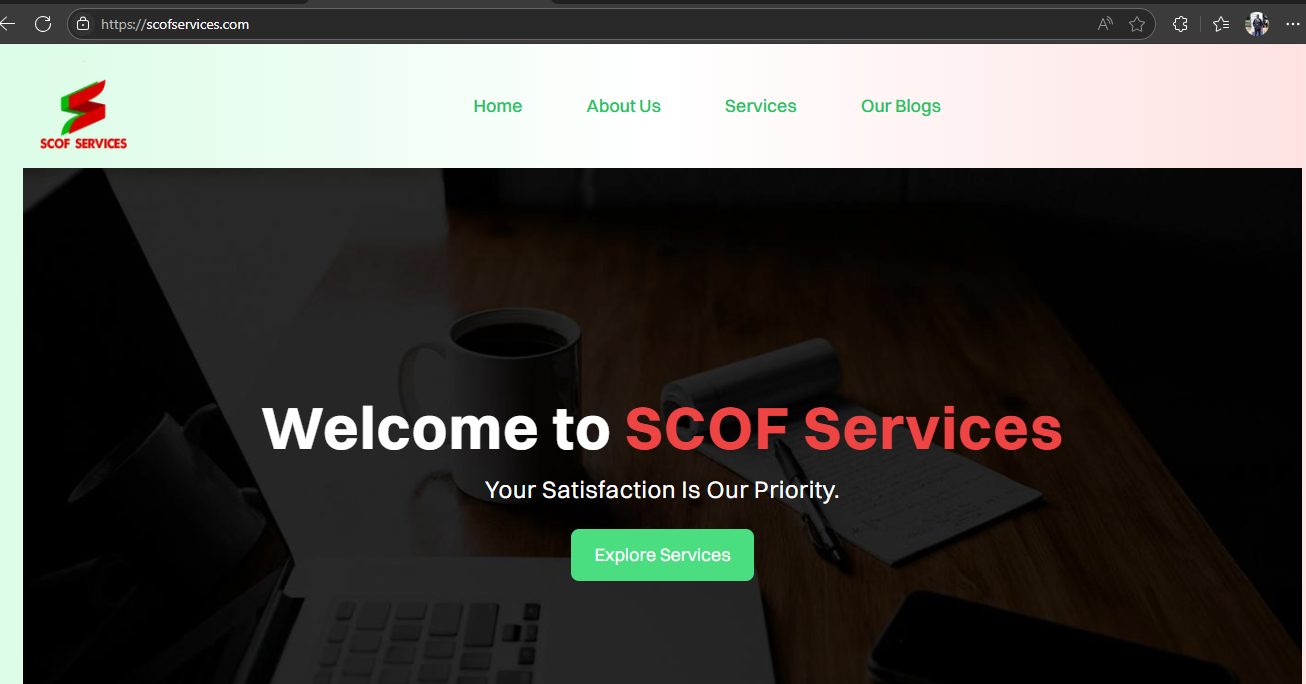 https://scofservices.com
SCOF SERVICES
Home
About Us
Services
Our Blogs
Welcome to SCOF Services
Your Satisfaction Is Our Priority.
Explore Services